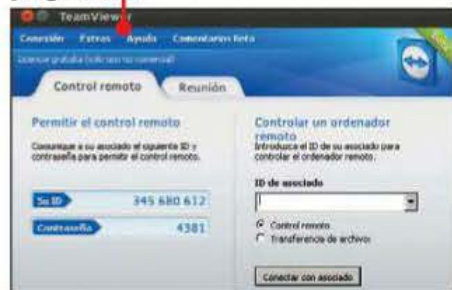 TeamViewer
Conexión Extras Ayuda Comentarios Beta
Licencia gratuita (solo uso no comercial)
Control remoto Reunión
Permitir el control remoto
Comunique a su asociado el siguiente ID y
contraseña para permitir el control remoto.
Su ID 345 680 612
Contraseña 4381
Controlar un ordenador
remoto
Introduzca el ID de su asociado para
controlar el ordenador remoto.
ID de asociado
Control remoto
Transferencia de archivos
Conectar con asociado